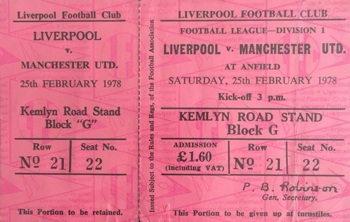 Liverpool Football Club
LIVERPOOL
v.
MANCHESTER UTD.
25th FEBRUARY 1978
Kemlyn Road Stand
Block "G"
Row
Seat No.
No 21
22
This Portion to be retained.
Issued Subject to the Rules and Regs. of the Football Association
LIVERPOOL FOOTBALL CLUB
FOOTBALL LEAGUE—DIVISION 1
LIVERPOOL v. MANCHESTER UTD.
AT ANFIELD
SATURDAY, 25th FEBRUARY 1978
Kick-off 3 p.m.
KEMLYN ROAD STAND
Block G
ADMISSION
£1.60
(including VAT)
Row
Seat No.
No 21
22
P. B. Robinson
Gen. Secretary.
This Portion to be given up at turnstiles.